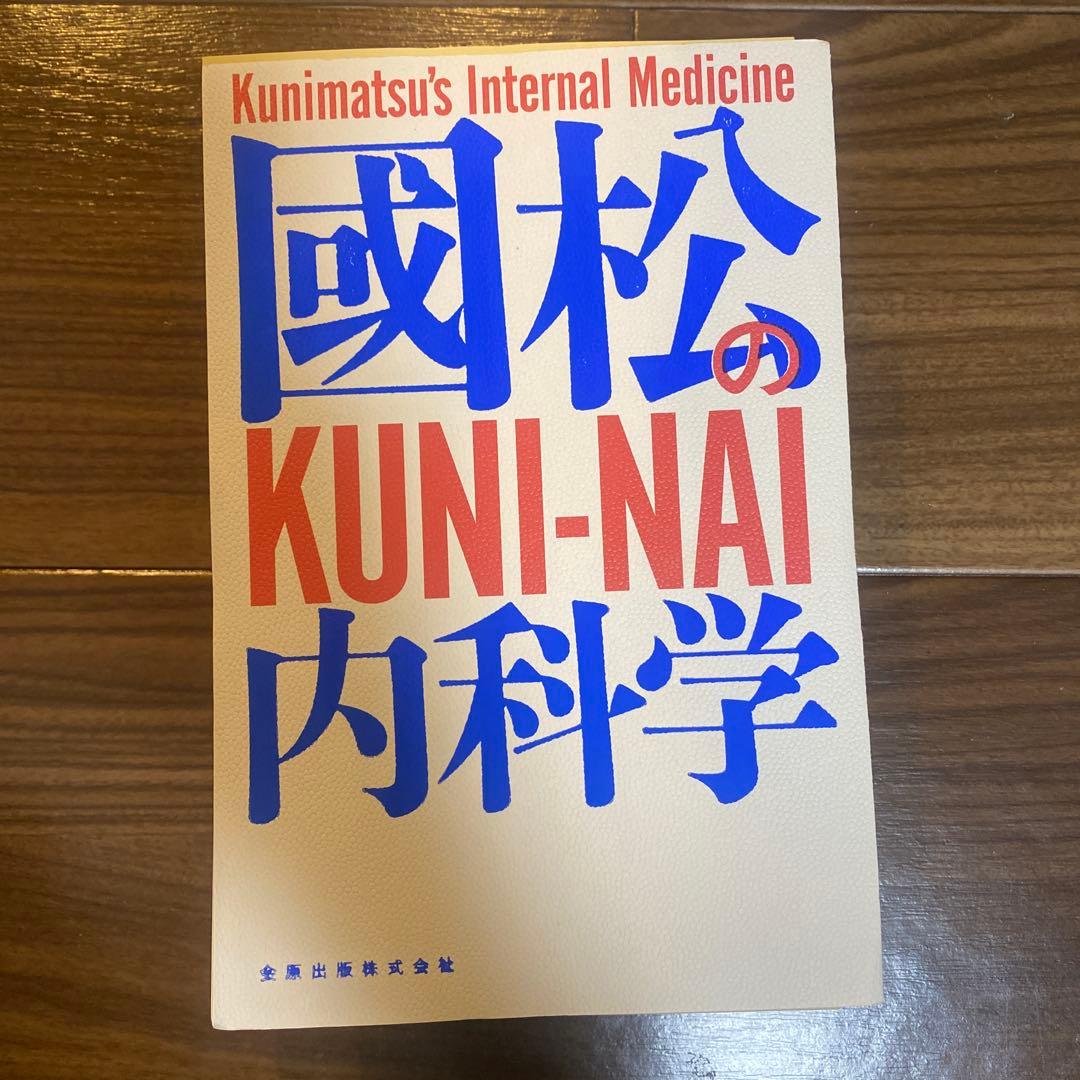 Kunimatsu's Internal Medicine
國松の
KUNI-NAI
内科学
金原出版株式会社